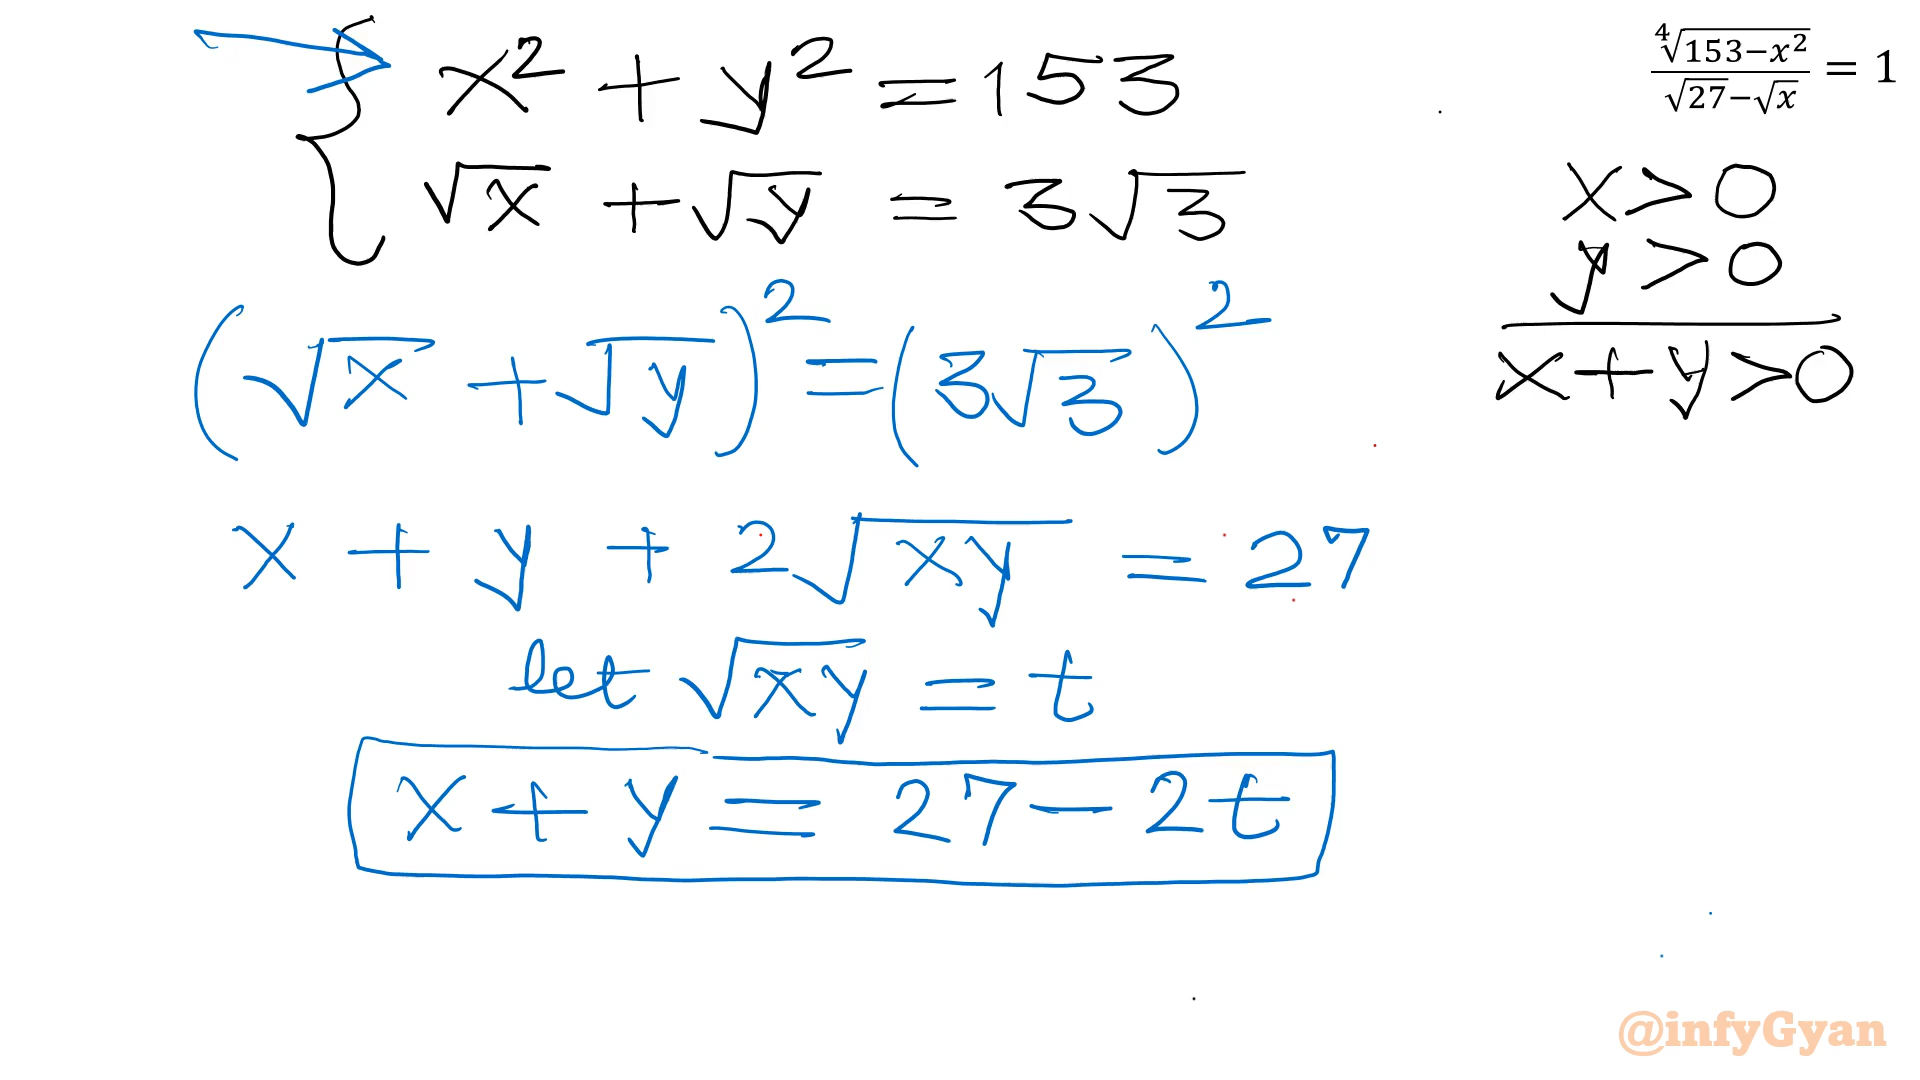 x² + y² = 153
√x + √y = 3√3
(√x + √y)² = (3√3)²
x + y + 2√xy = 27
let √xy = t
x + y = 27 - 2t
⁴√(153−x²) / (√27−√x) = 1
x > 0
y > 0
x + y > 0
@infyGyan